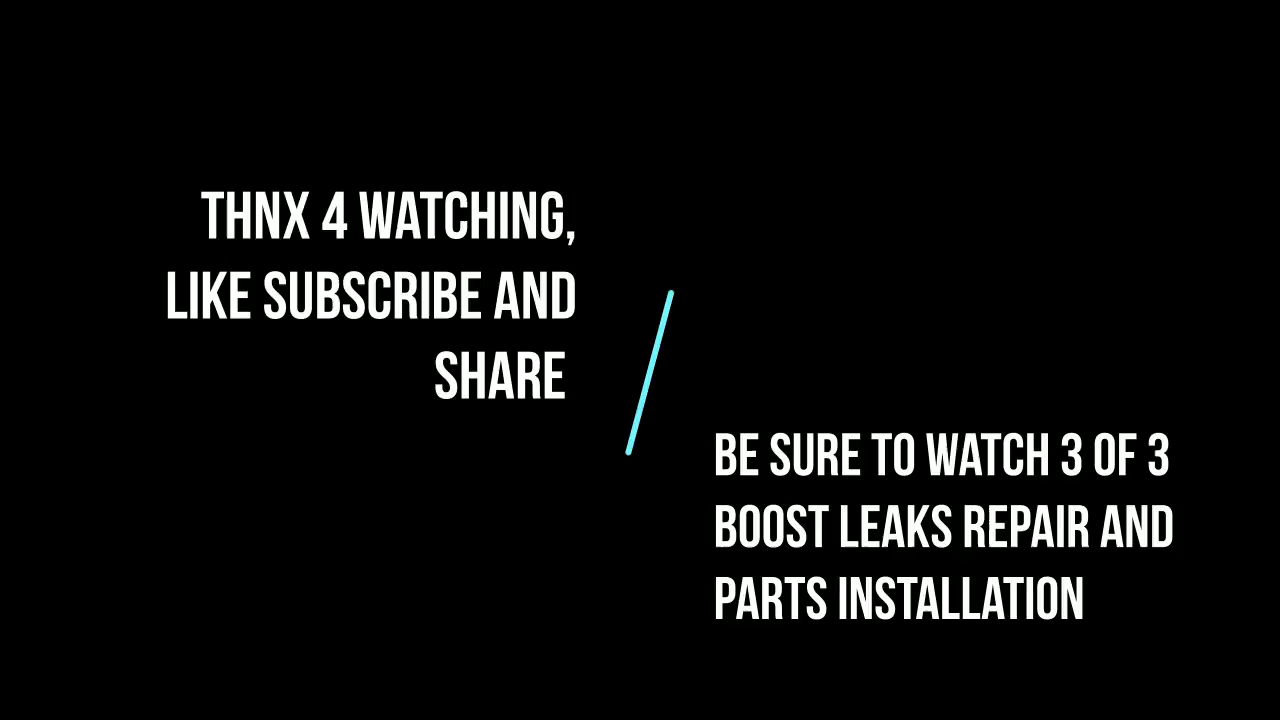 THNX 4 WATCHING,
LIKE SUBSCRIBE AND
SHARE
BE SURE TO WATCH 3 OF 3
BOOST LEAKS REPAIR AND
PARTS INSTALLATION